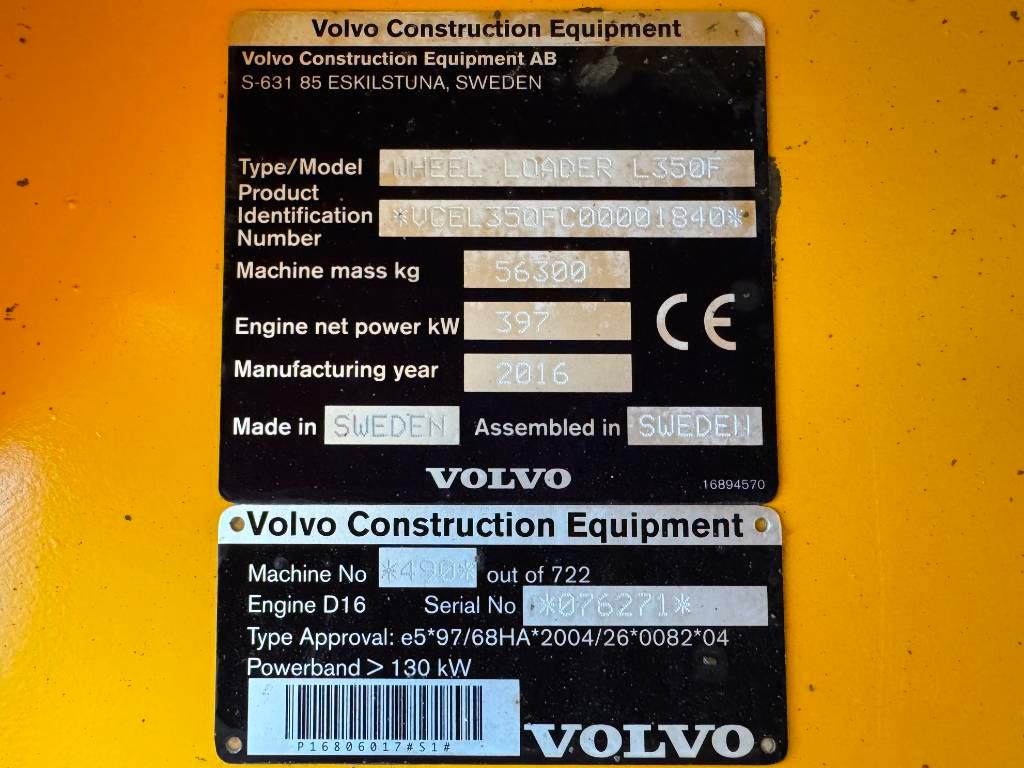 Volvo Construction Equipment
Volvo Construction Equipment AB
S-631 85 ESKILSTUNA, SWEDEN
Type/Model WHEEL LOADER L350F
Product
Identification *VCEL350FC00001840*
Number
Machine mass kg 56300
Engine net power kW 397
Manufacturing year 2016
Made in SWEDEN Assembled in SWEDEN
VOLVO 16894570
Volvo Construction Equipment
Machine No *490* out of 722
Engine D16 Serial No *076271*
Type Approval: e5*97/68HA*2004/26*0082*04
Powerband > 130 kW
P16806017#S1#
VOLVO